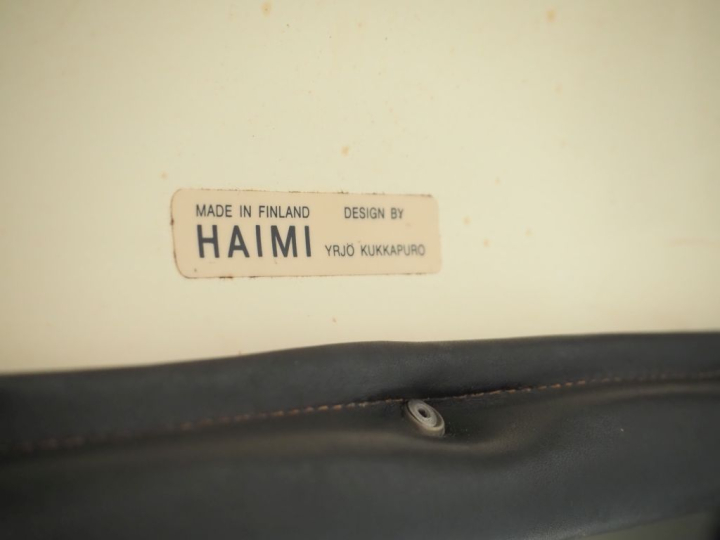 MADE IN FINLAND
HAIMI
DESIGN BY
YRJÖ KUKKAPURO